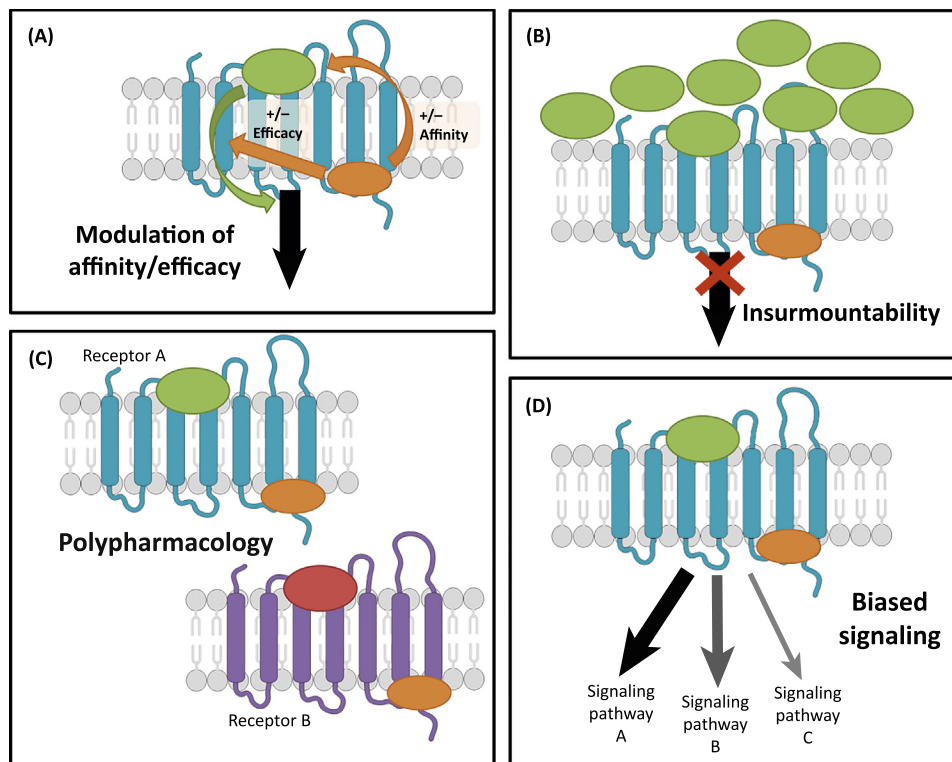 (A)
+/–
Efficacy
+/–
Affinity
Modulation of
affinity/efficacy
(B)
Insurmountability
(C)
Receptor A
Polypharmacology
Receptor B
(D)
Biased
signaling
Signaling
pathway
A
Signaling
pathway
B
Signaling
pathway
C